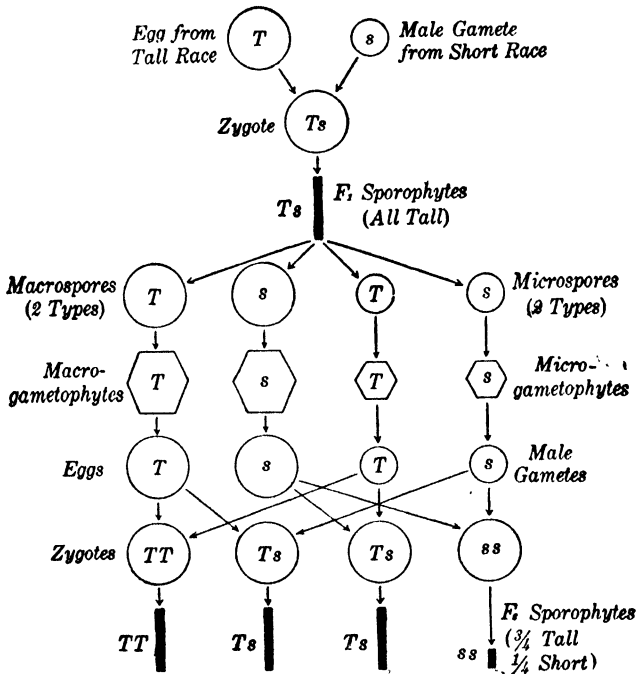 Egg from
Tall Race
T
s
Male Gamete
from Short Race
Zygote
Ts
Ts
F₁ Sporophytes
(All Tall)
Macrospores
(2 Types)
T
s
T
s
Microspores
(2 Types)
Macro-
gametophytes
T
s
T
s
Micro-
gametophytes
Eggs
T
s
T
s
Male
Gametes
Zygotes
TT
Ts
Ts
ss
TT
Ts
Ts
ss
F₂ Sporophytes
(¾ Tall
¼ Short)